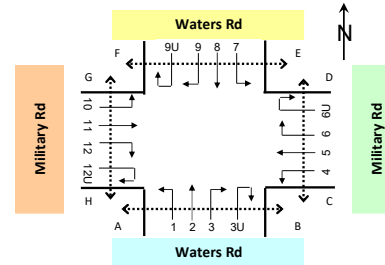 Waters Rd
N
F
9U 9 8 7
E
G
D
Military Rd
10
11
12
12U
6U
6
5
4
Military Rd
H
C
A
1 2 3 3U
B
Waters Rd